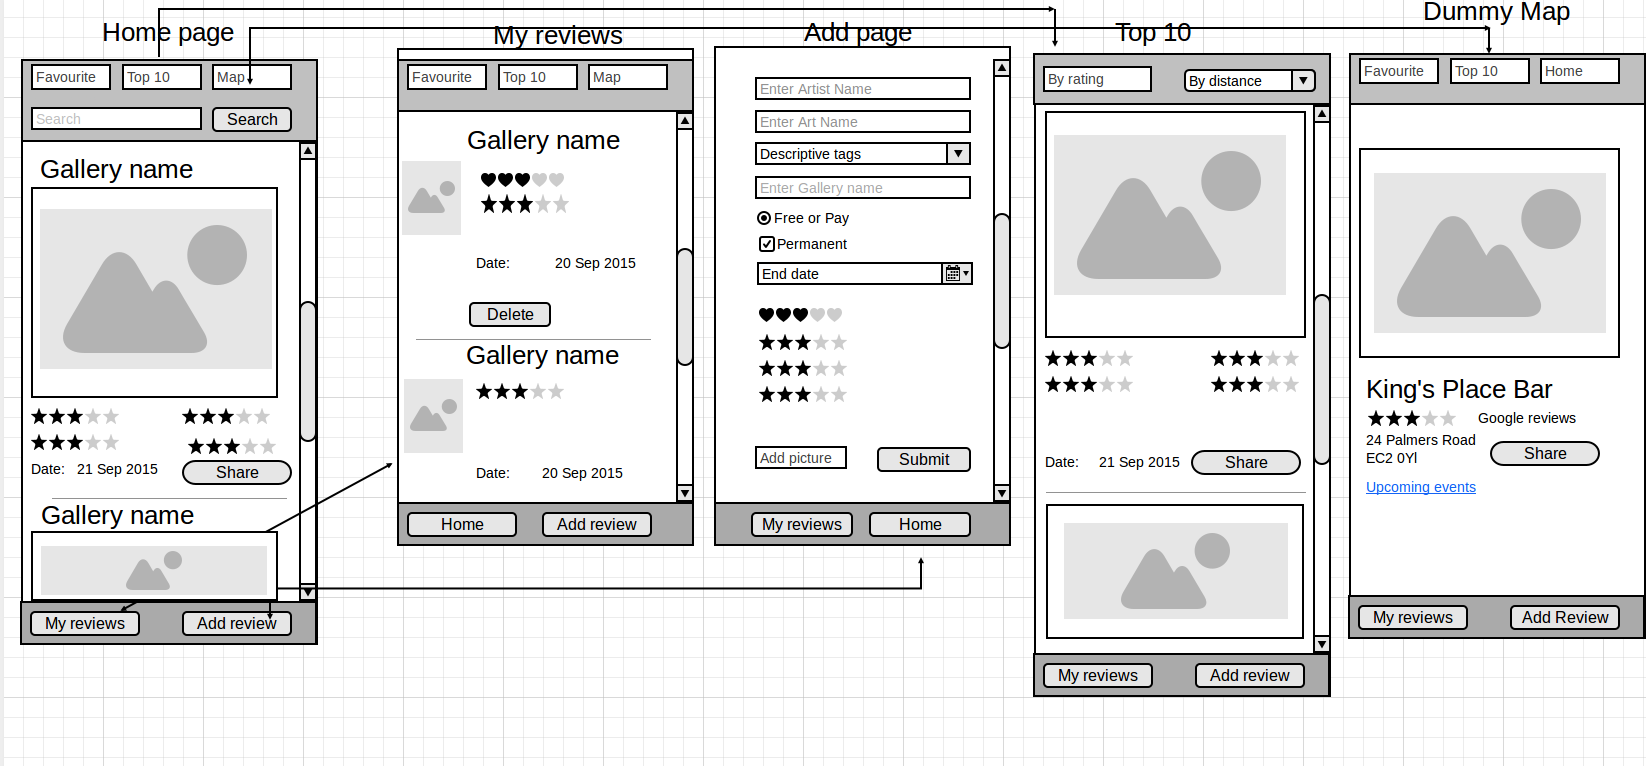 Home page
Favourite
Top 10
Map
Search
Search
Gallery name
Date:
21 Sep 2015
Share
Gallery name
My reviews
Add review
My reviews
Favourite
Top 10
Map
Gallery name
Date:
20 Sep 2015
Delete
Gallery name
Date:
20 Sep 2015
Home
Add review
Add page
Enter Artist Name
Enter Art Name
Descriptive tags
Enter Gallery name
Free or Pay
Permanent
End date
Add picture
Submit
My reviews
Home
Top 10
By rating
By distance
Date:
21 Sep 2015
Share
My reviews
Add review
Dummy Map
Favourite
Top 10
Home
King's Place Bar
Google reviews
24 Palmers Road
EC2 0Yl
Share
Upcoming events
My reviews
Add Review